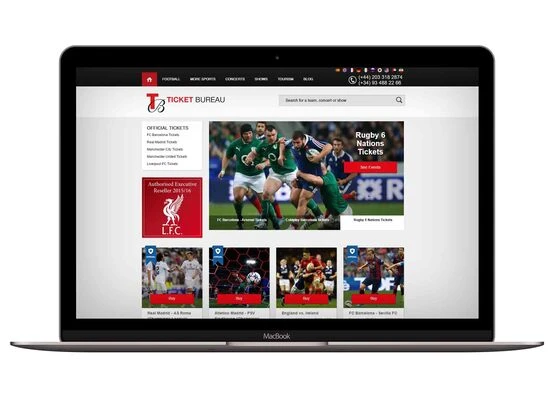 (+44) 203 318 2874
(+34) 93 488 22 66
FOOTBALL MORE SPORTS CONCERTS SHOWS TOURISM BLOG
TB TICKET BUREAU
Search for a team, concert or show
OFFICIAL TICKETS
FC Barcelona Tickets
Real Madrid Tickets
Manchester City Tickets
Manchester United Tickets
Liverpool FC Tickets
Rugby 6
Nations
Tickets
See Events
FC Barcelona - Arsenal Tickets
Coldplay Barcelona Tickets
Rugby 6 Nations Tickets
Authorised Executive
Reseller 2015/16
L.F.C.
Buy
Buy
Buy
Buy
Real Madrid - AS Roma
Atletico Madrid - PSV
England vs. Ireland
FC Barcelona - Sevilla FC
MacBook